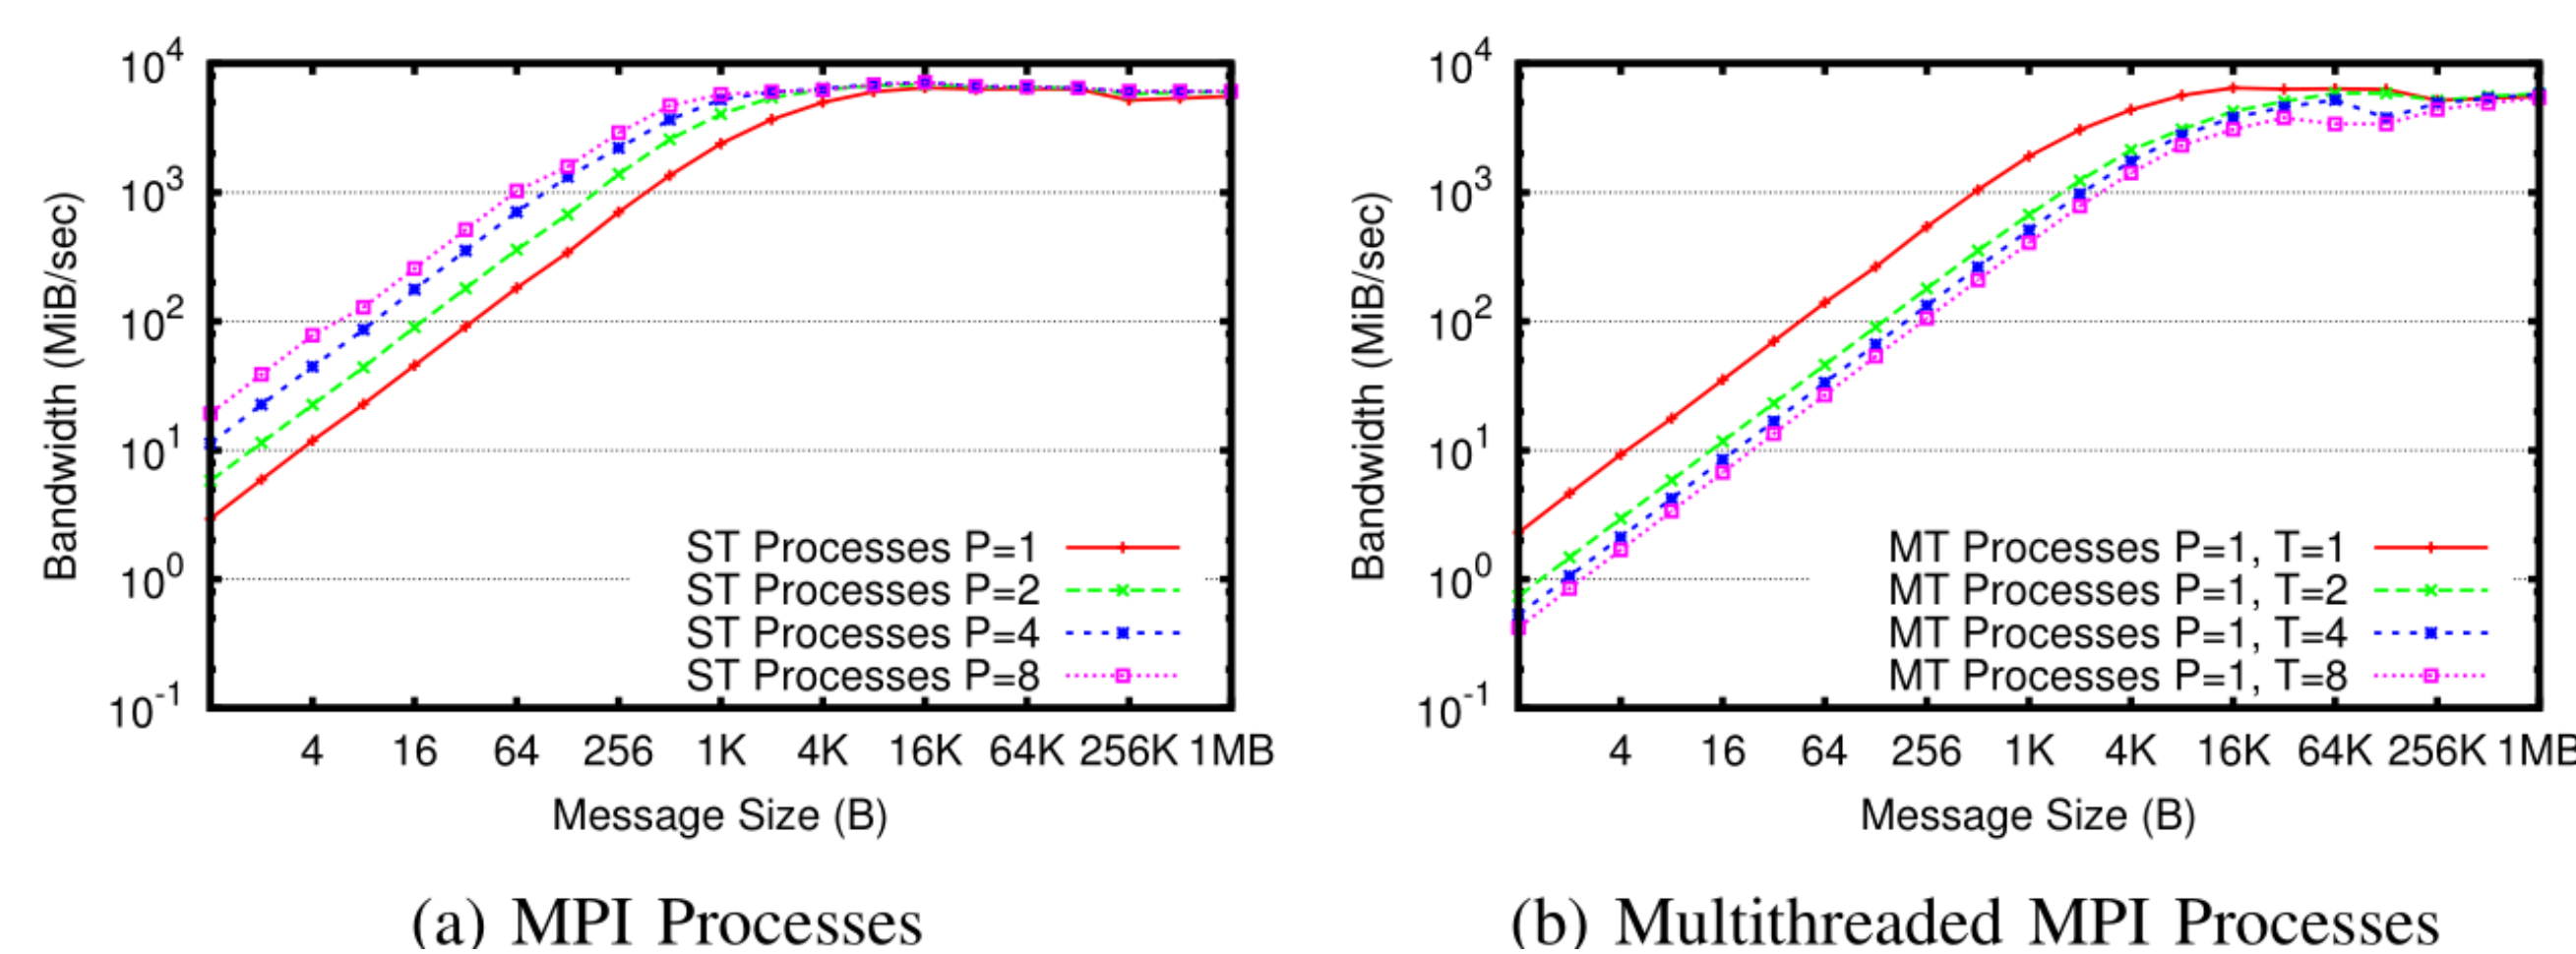 10^4
10^3
10^2
10^1
10^0
10^-1
Bandwidth (MiB/sec)
ST Processes P=1
ST Processes P=2
ST Processes P=4
ST Processes P=8
4 16 64 256 1K 4K 16K 64K 256K 1MB
Message Size (B)
(a) MPI Processes
10^4
10^3
10^2
10^1
10^0
10^-1
Bandwidth (MiB/sec)
MT Processes P=1, T=1
MT Processes P=1, T=2
MT Processes P=1, T=4
MT Processes P=1, T=8
4 16 64 256 1K 4K 16K 64K 256K 1MB
Message Size (B)
(b) Multithreaded MPI Processes